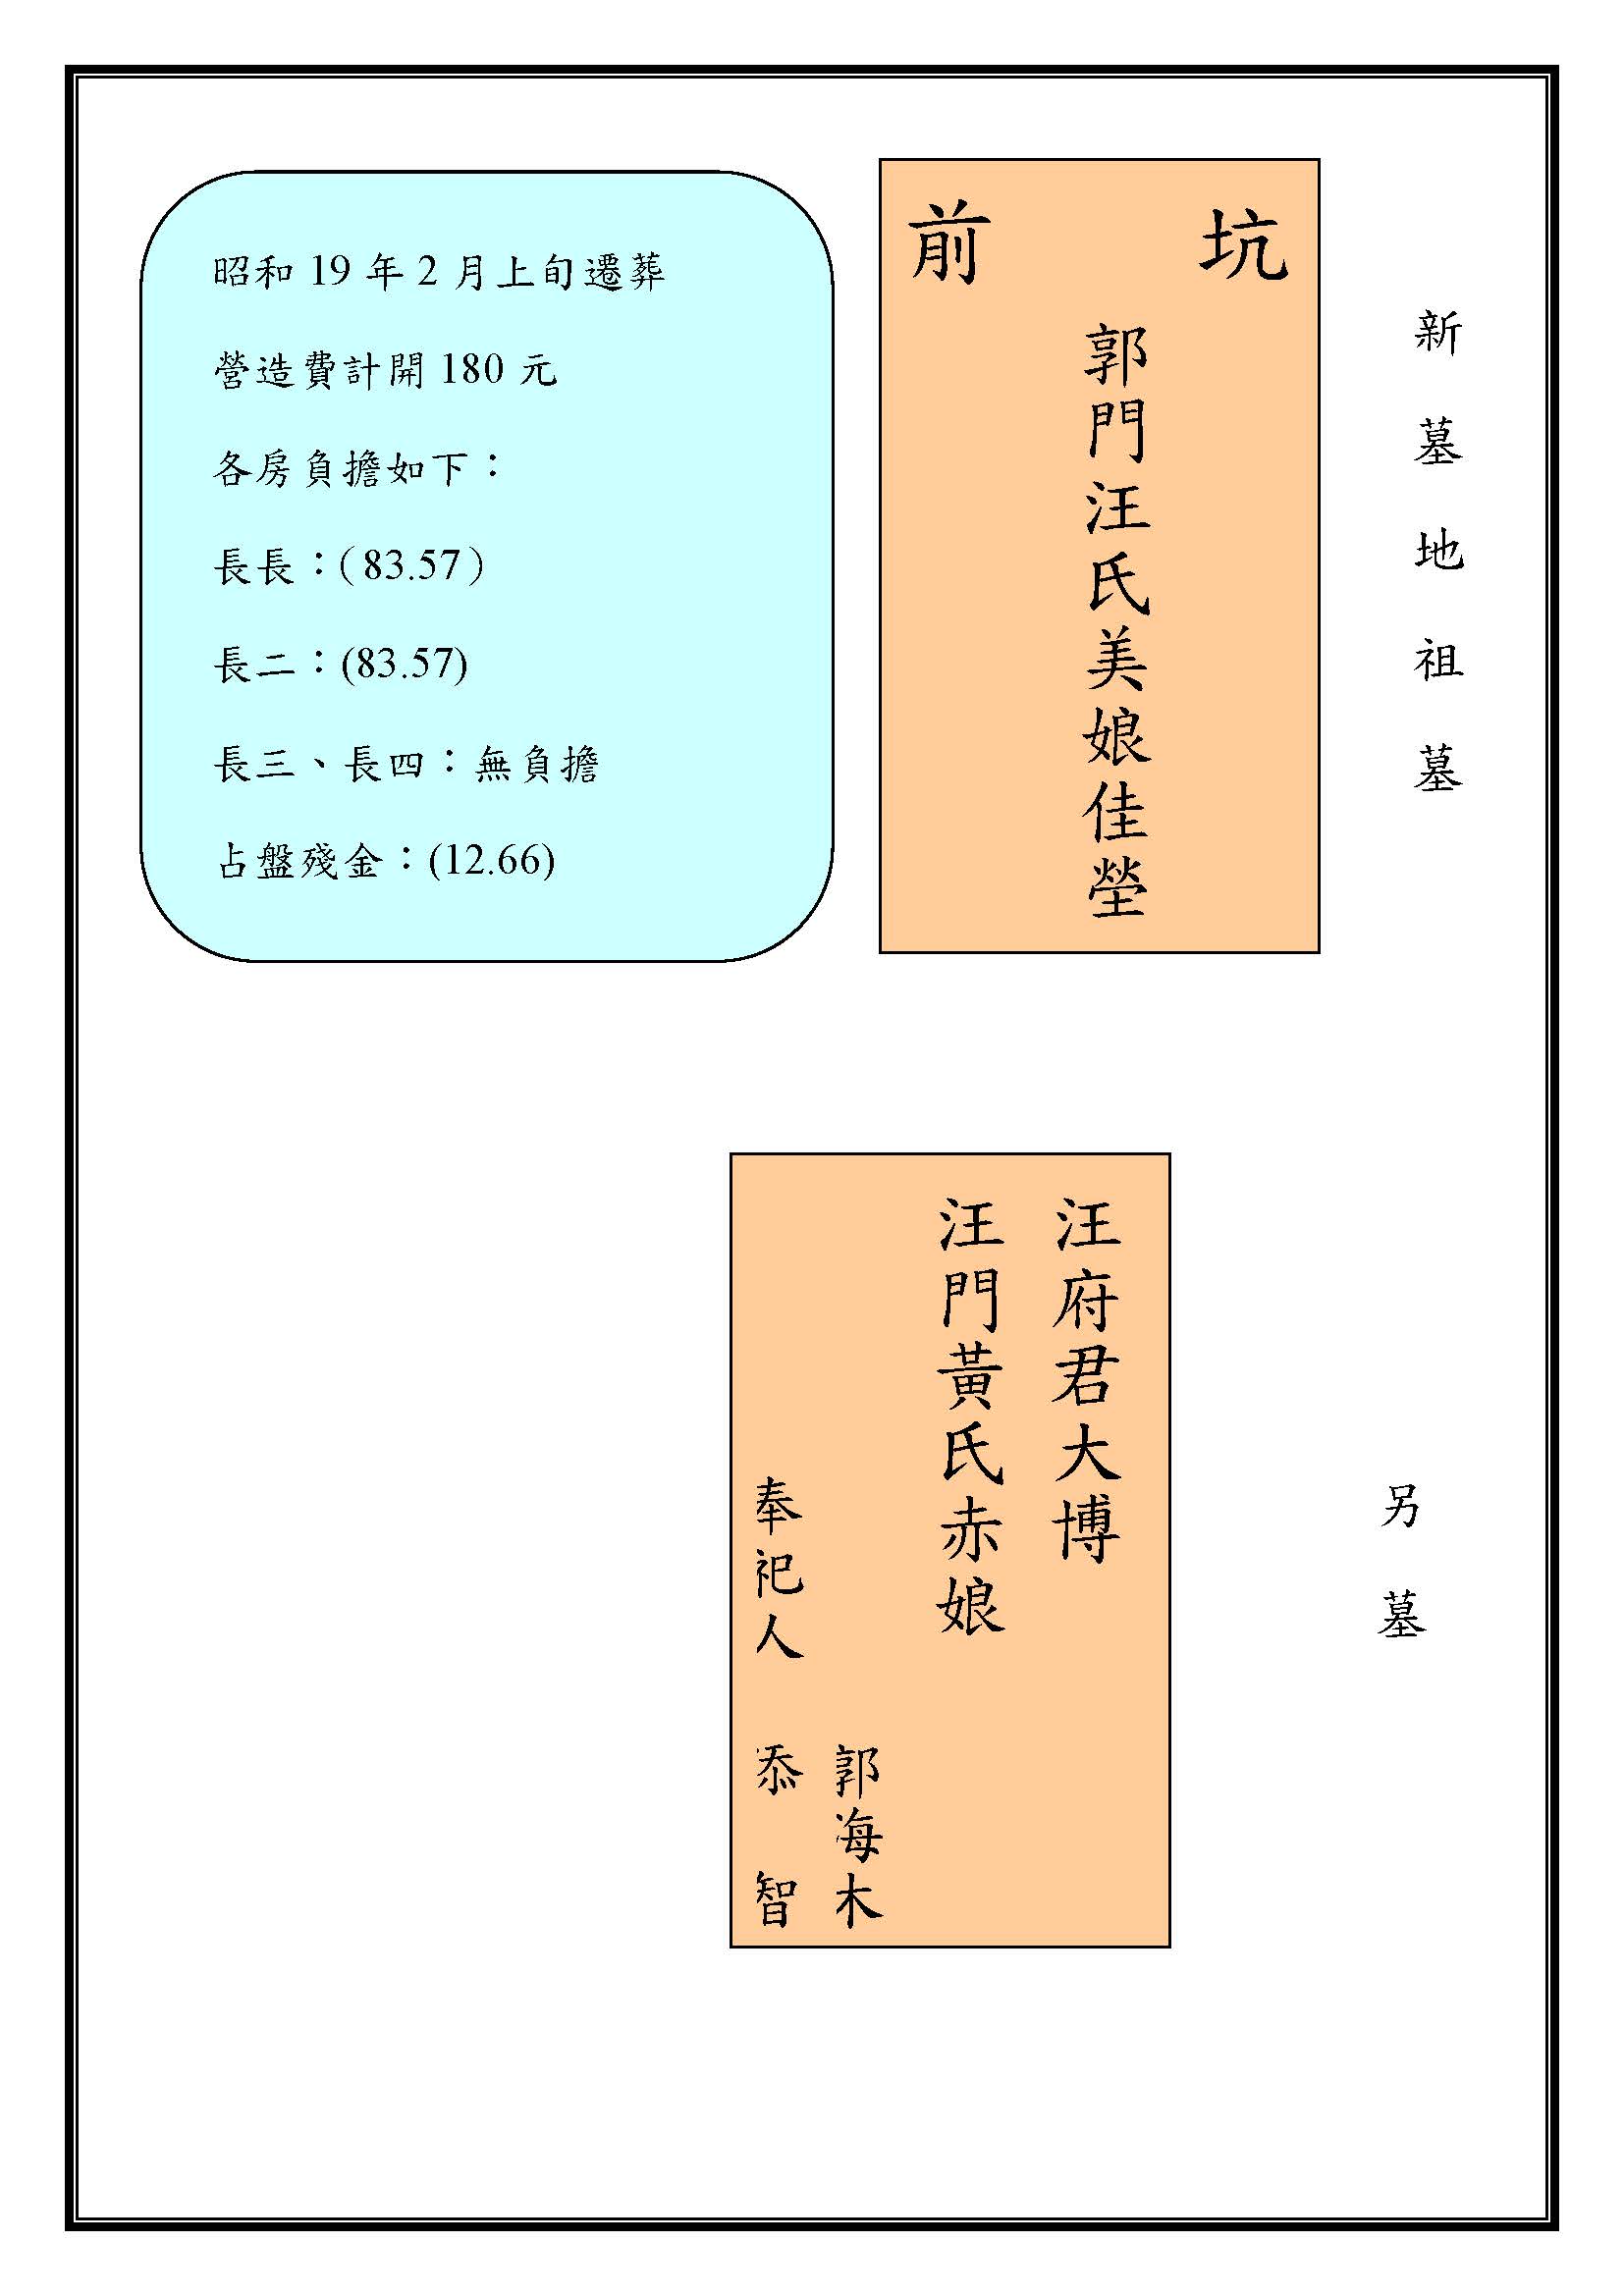 新墓地祖墓
坑前
郭門汪氏美娘佳塋
昭和 19 年 2 月上旬遷葬
營造費計開 180 元
各房負擔如下：
長長：（83.57）
長二：(83.57)
長三、長四：無負擔
占盤殘金：(12.66)
另墓
汪府君大博
汪門黃氏赤娘
郭海木
奉祀人 添智